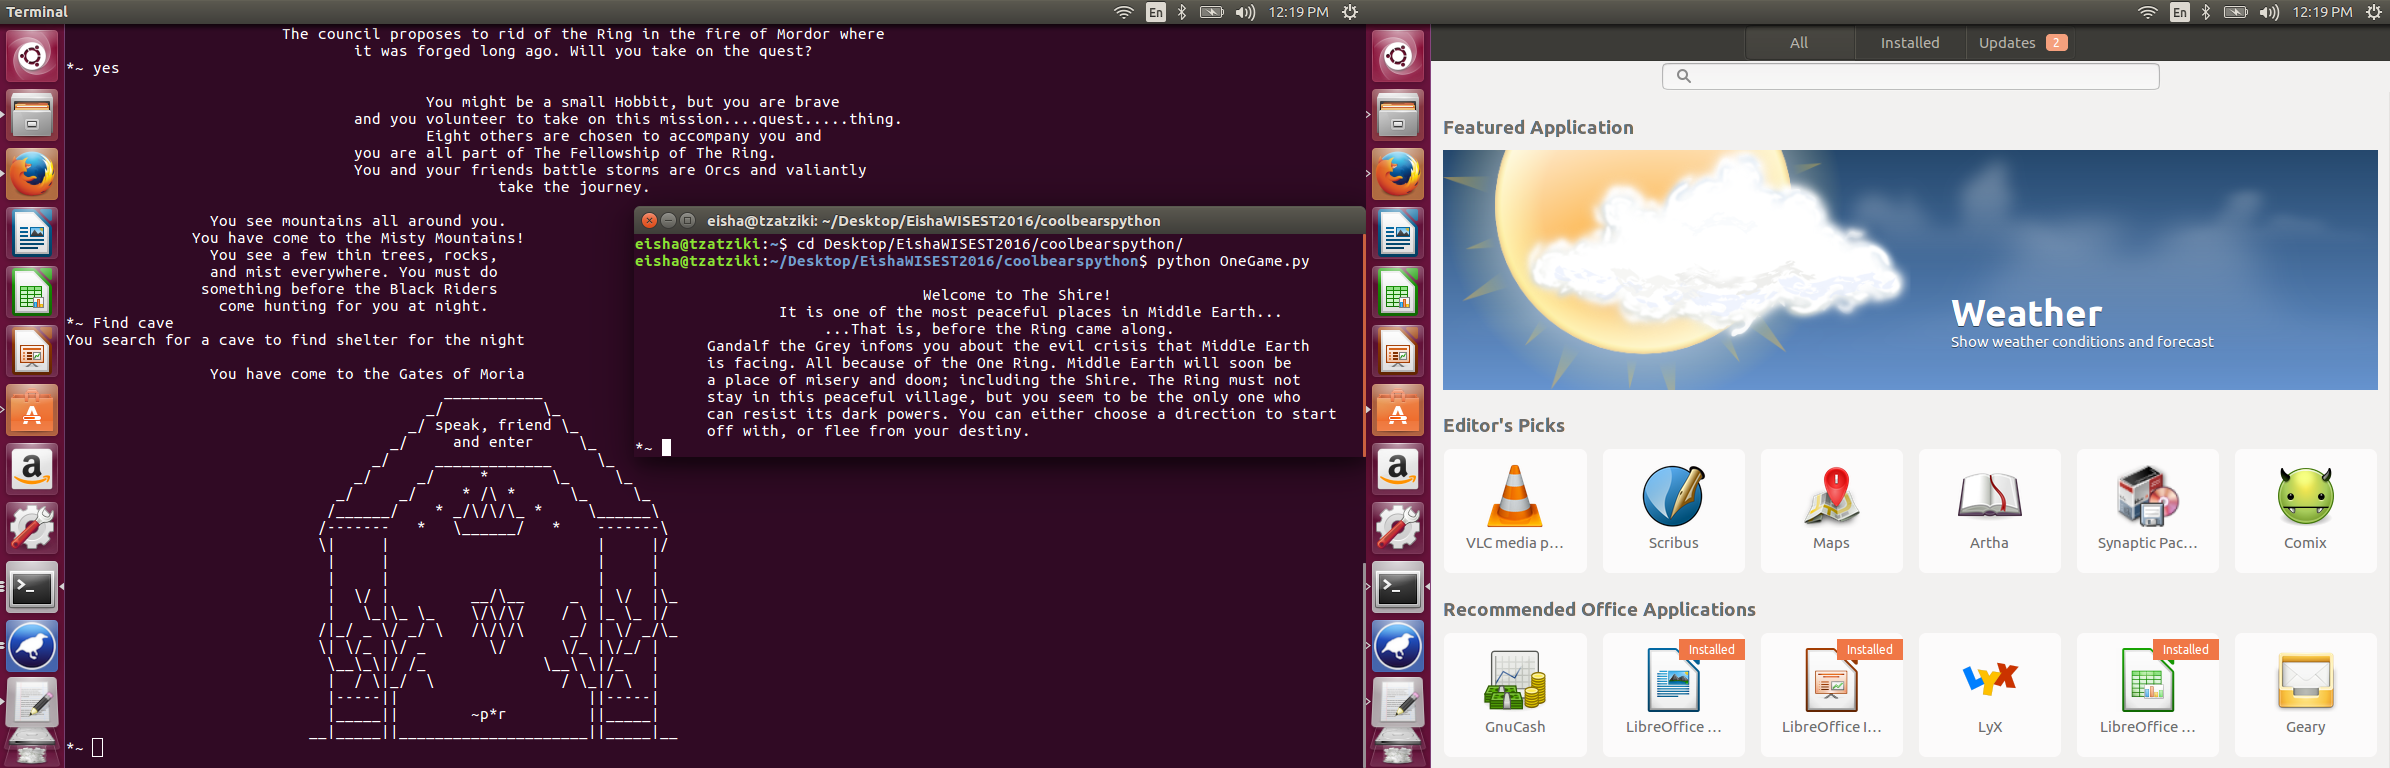 Terminal
En
12:19 PM
The council proposes to rid of the Ring in the fire of Mordor where
it was forged long ago. Will you take on the quest?
*~ yes
You might be a small Hobbit, but you are brave
and you volunteer to take on this mission....quest.....thing.
Eight others are chosen to accompany you and
you are all part of The Fellowship of The Ring.
You and your friends battle storms are Orcs and valiantly
take the journey.
You see mountains all around you.
You have come to the Misty Mountains!
You see a few thin trees, rocks,
and mist everywhere. You must do
something before the Black Riders
come hunting for you at night.
*~ Find cave
You search for a cave to find shelter for the night
You have come to the Gates of Moria
speak, friend
and enter
~p*r
*~
eisha@tzatziki: ~/Desktop/EishaWISEST2016/coolbearspython
eisha@tzatziki:~$ cd Desktop/EishaWISEST2016/coolbearspython/
eisha@tzatziki:~/Desktop/EishaWISEST2016/coolbearspython$ python OneGame.py
Welcome to The Shire!
It is one of the most peaceful places in Middle Earth...
...That is, before the Ring came along.
Gandalf the Grey infoms you about the evil crisis that Middle Earth
is facing. All because of the One Ring. Middle Earth will soon be
a place of misery and doom; including the Shire. The Ring must not
stay in this peaceful village, but you seem to be the only one who
can resist its dark powers. You can either choose a direction to start
off with, or flee from your destiny.
*~
En
12:19 PM
All
Installed
Updates 2
Featured Application
Weather
Show weather conditions and forecast
Editor's Picks
VLC media p...
Scribus
Maps
Artha
Synaptic Pac...
Comix
Recommended Office Applications
GnuCash
Installed
LibreOffice ...
Installed
LibreOffice I...
LyX
LyX
Installed
LibreOffice ...
Geary